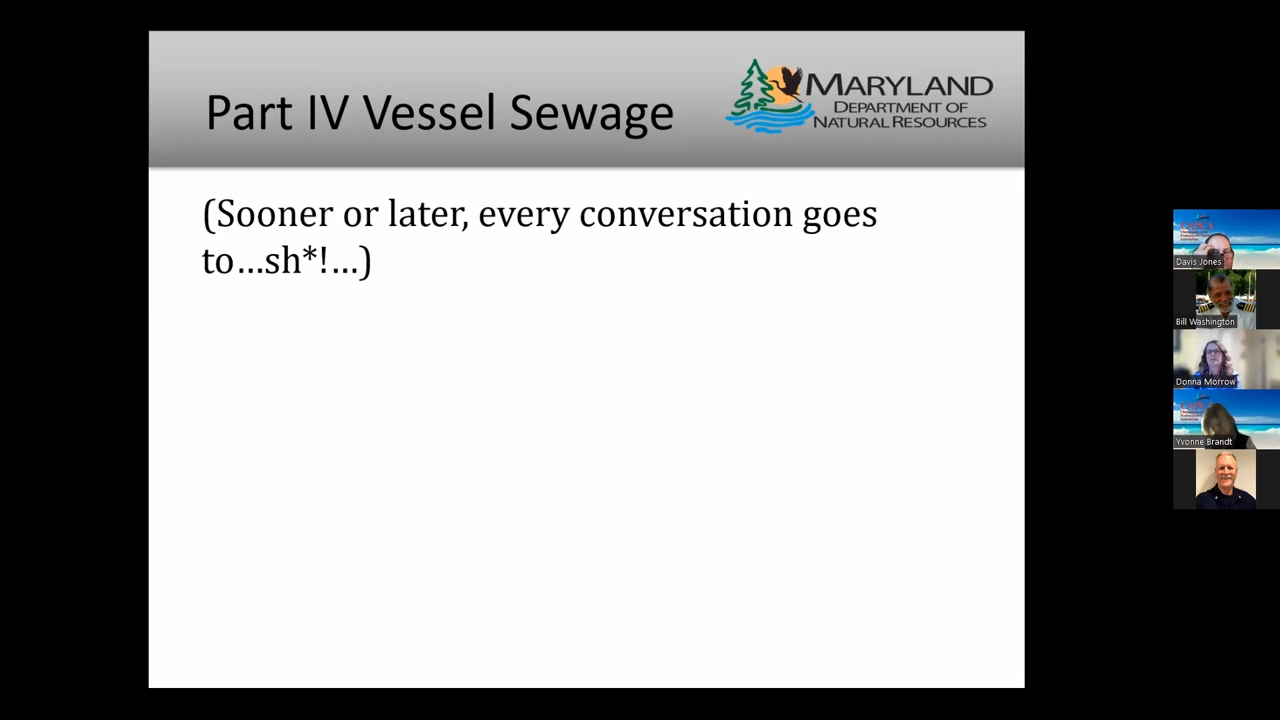 Part IV Vessel Sewage
MARYLAND
DEPARTMENT OF
NATURAL RESOURCES
(Sooner or later, every conversation goes
to...sh*!...)
Davis Jones
Bill Washington
Donna Morrow
Yvonne Brandt